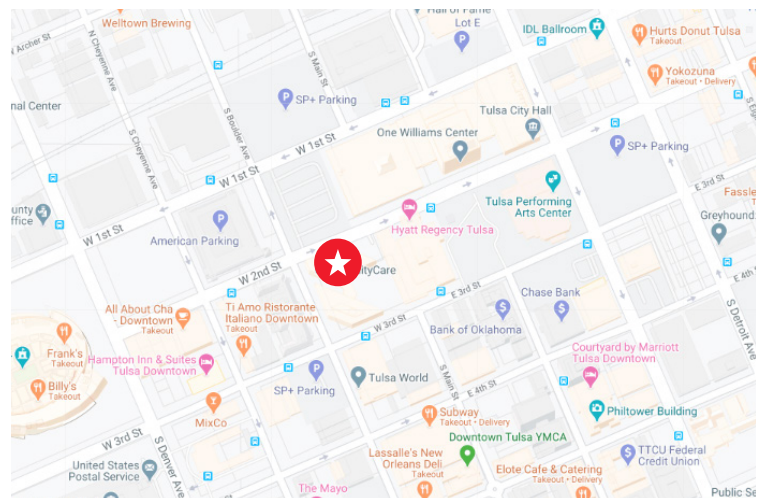 Welltown Brewing
Hall of Fame
Lot E
IDL Ballroom
Hurts Donut Tulsa
Takeout
N Archer St
N Cheyenne Ave
S Main St
Yokozuna
Takeout • Delivery
SP+ Parking
nal Center
S Boulder Ave
Tulsa City Hall
One Williams Center
S Cheyenne Ave
W 1st St
SP+ Parking
W 1st St
E 3rd St
Tulsa Performing
Arts Center
Fassle
Takeo
unty
ffice
American Parking
Hyatt Regency Tulsa
Greyhound
W 1st St
W 2nd St
ityCare
E 4th St
E 3rd St
Chase Bank
All About Cha
- Downtown
Takeout
Ti Amo Ristorante
Italiano Downtown
Takeout
S Detroit Ave
W 3rd St
Bank of Oklahoma
Frank's
Takeout
Hampton Inn & Suites
Tulsa Downtown
Courtyard by Marriott
Tulsa Downtown
Billy's
Takeout
SP+ Parking
Tulsa World
S Main St
E 4th St
MixCo
Subway
Takeout • Delivery
Philtower Building
W 3rd St
S Denver Ave
Downtown Tulsa YMCA
Lassalle's New
Orleans Deli
Takeout
TTCU Federal
Credit Union
United States
Postal Service
Elote Cafe & Catering
Takeout • Delivery
The Mayo
Public Se